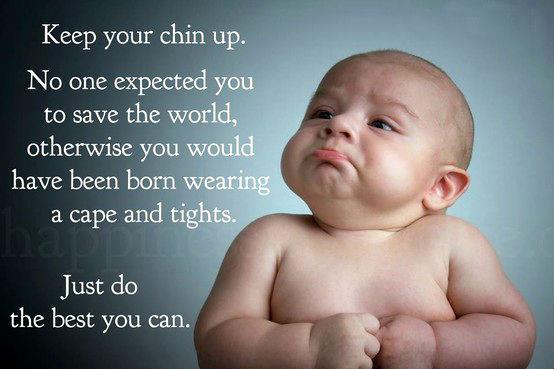 Keep your chin up.
No one expected you
to save the world,
otherwise you would
have been born wearing
a cape and tights.
Just do
the best you can.